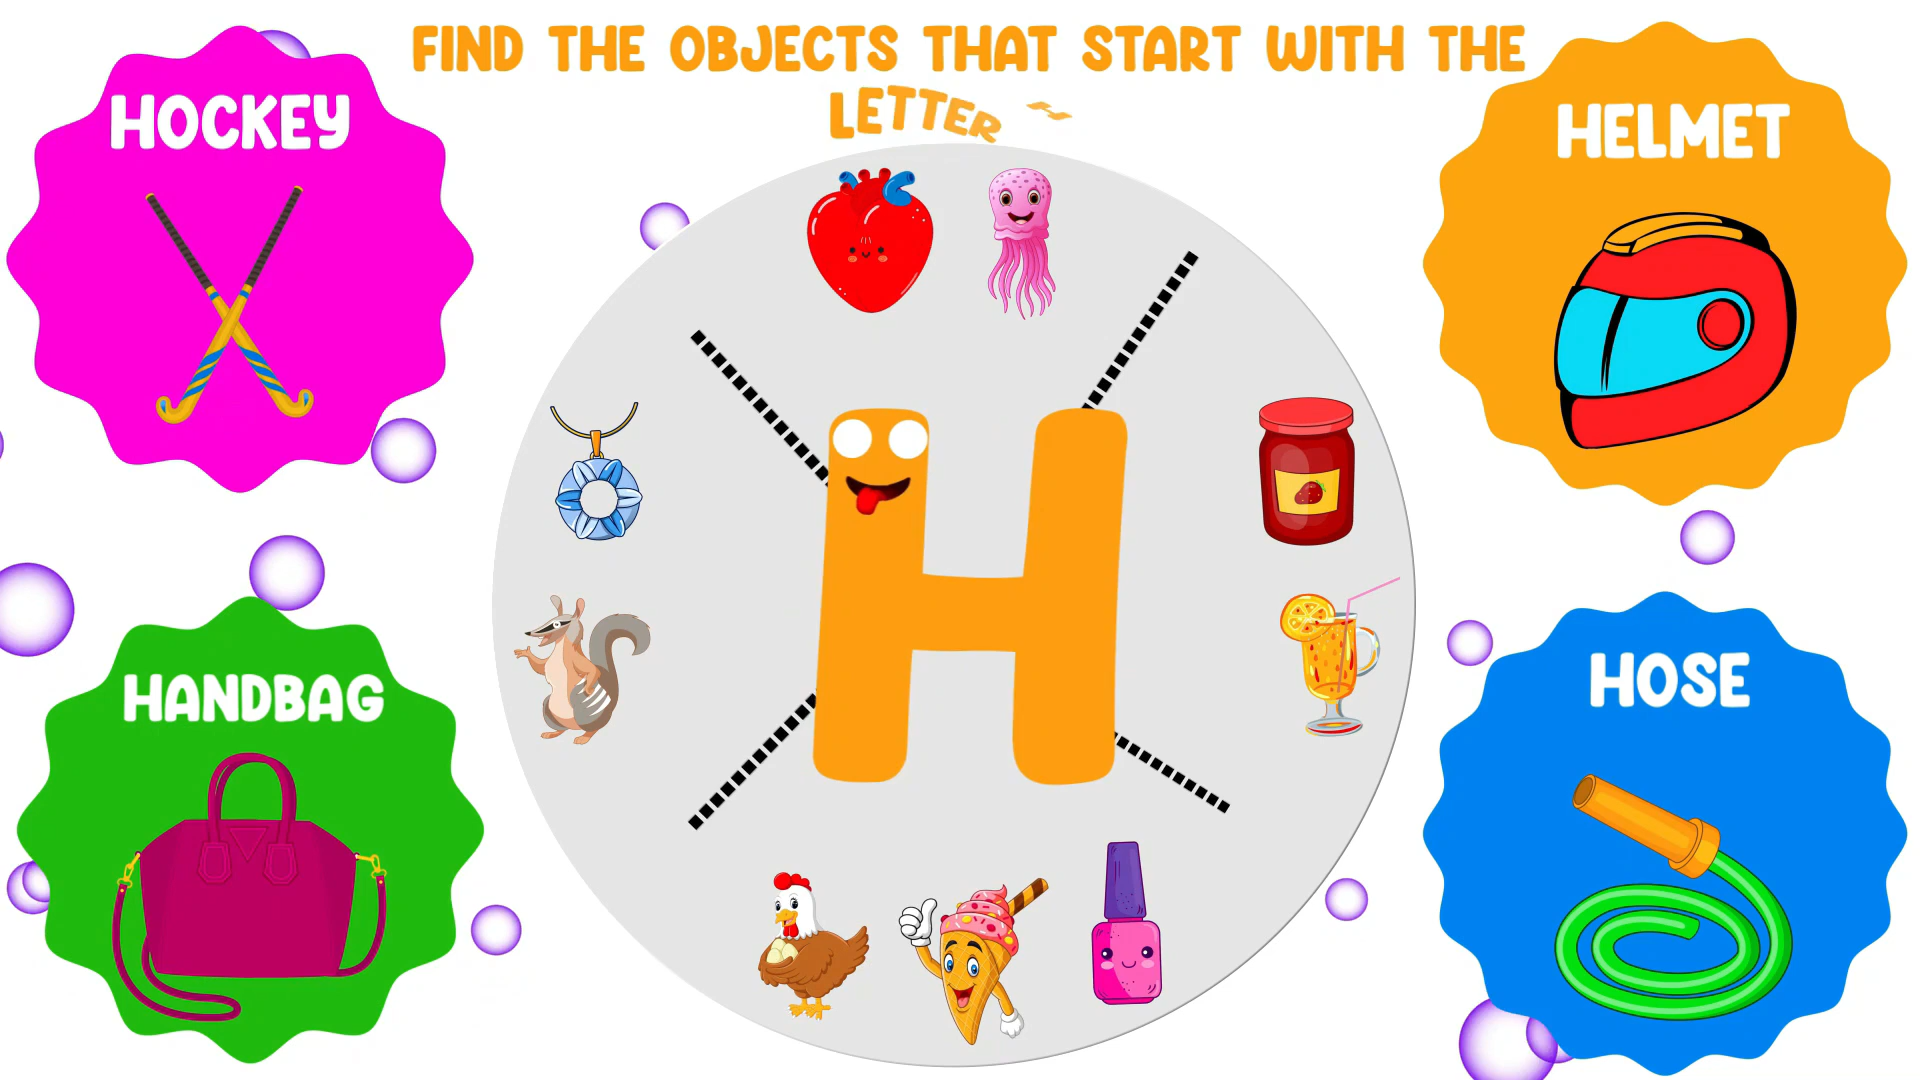 FIND THE OBJECTS THAT START WITH THE
LETTER
HOCKEY
HELMET
H
HANDBAG
HOSE